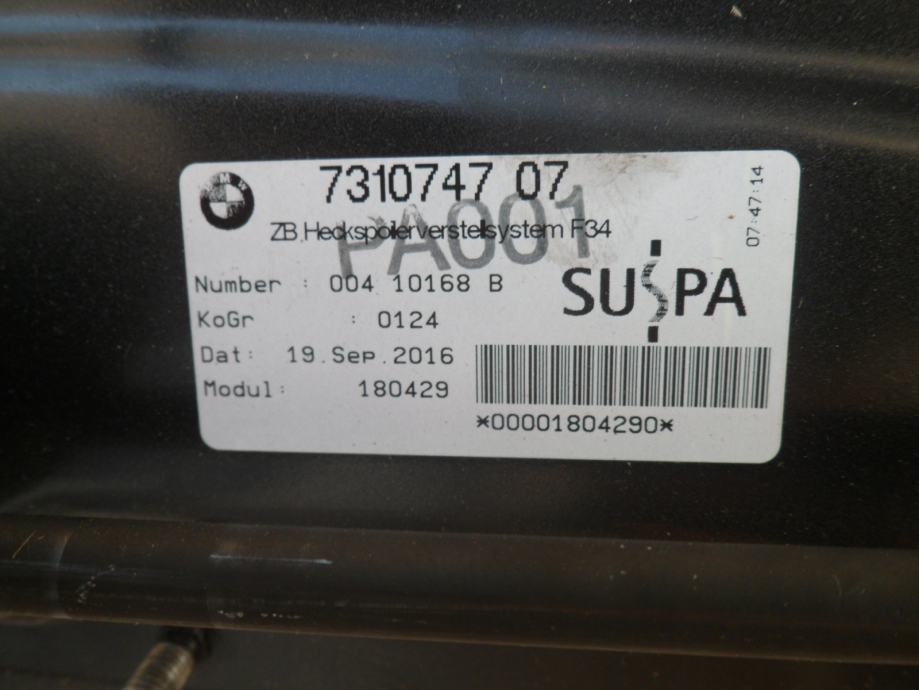 BMW
7310747 07
PA001
ZB Heckspoilerverstellsystem F34
07:47:14
Number : 004 10168 B
SUSPA
KoGr : 0124
Dat: 19.Sep.2016
Modul: 180429
*00001804290*